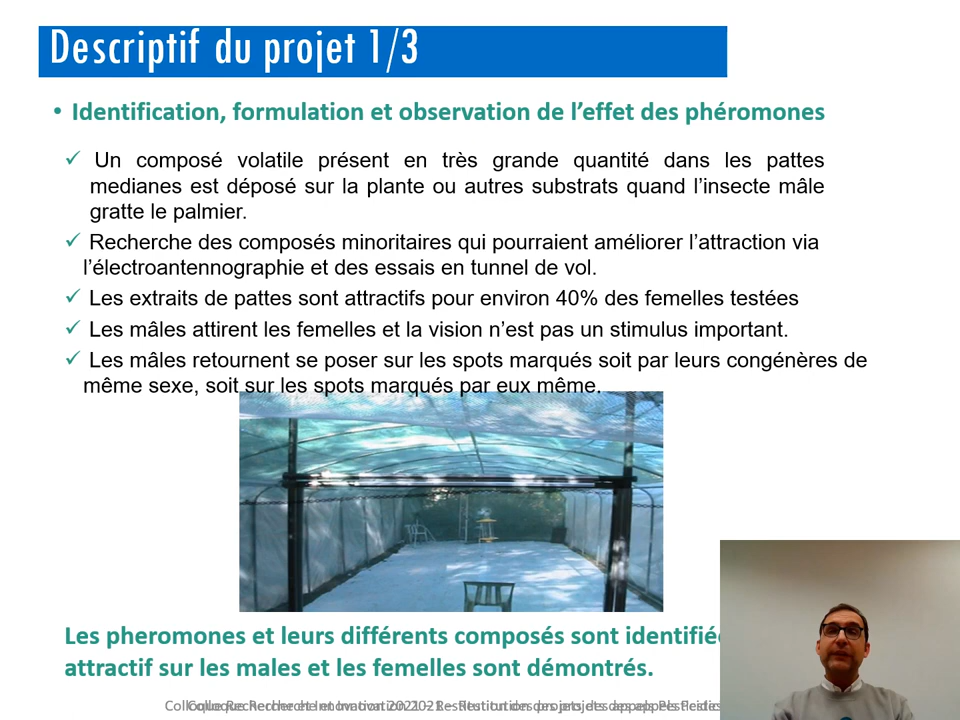 Descriptif du projet 1/3
• Identification, formulation et observation de l’effet des phéromones
✓ Un composé volatile présent en très grande quantité dans les pattes
medianes est déposé sur la plante ou autres substrats quand l’insecte mâle
gratte le palmier.
✓ Recherche des composés minoritaires qui pourraient améliorer l’attraction via
l’électroantennographie et des essais en tunnel de vol.
✓ Les extraits de pattes sont attractifs pour environ 40% des femelles testées
✓ Les mâles attirent les femelles et la vision n’est pas un stimulus important.
✓ Les mâles retournent se poser sur les spots marqués soit par leurs congénères de
même sexe, soit sur les spots marqués par eux même.
Les pheromones et leurs différents composés sont
attractif sur les males et les femelles sont démontrés.